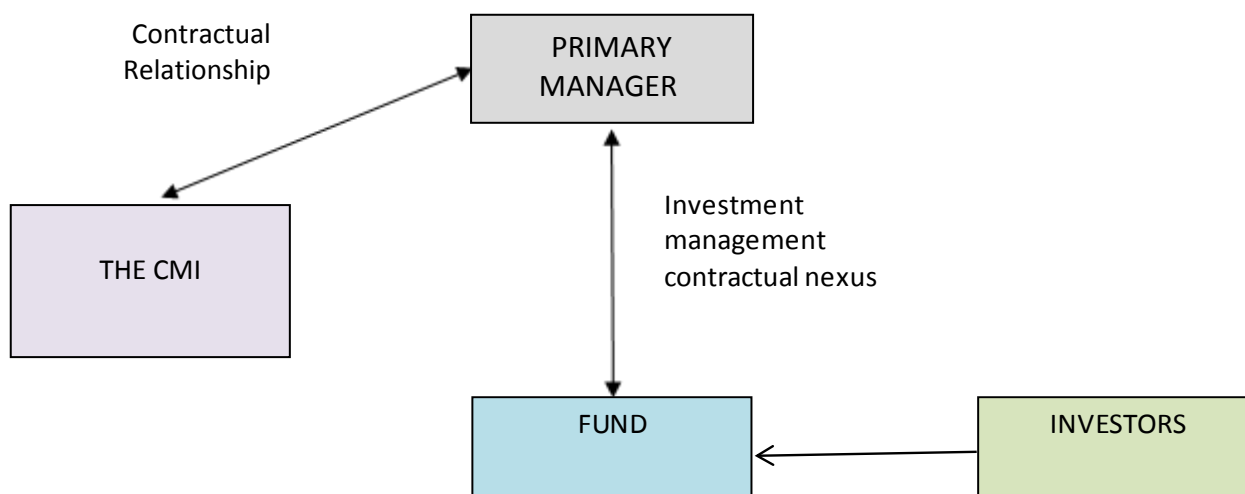 Contractual
Relationship
PRIMARY
MANAGER
THE CMI
Investment
management
contractual nexus
FUND
INVESTORS